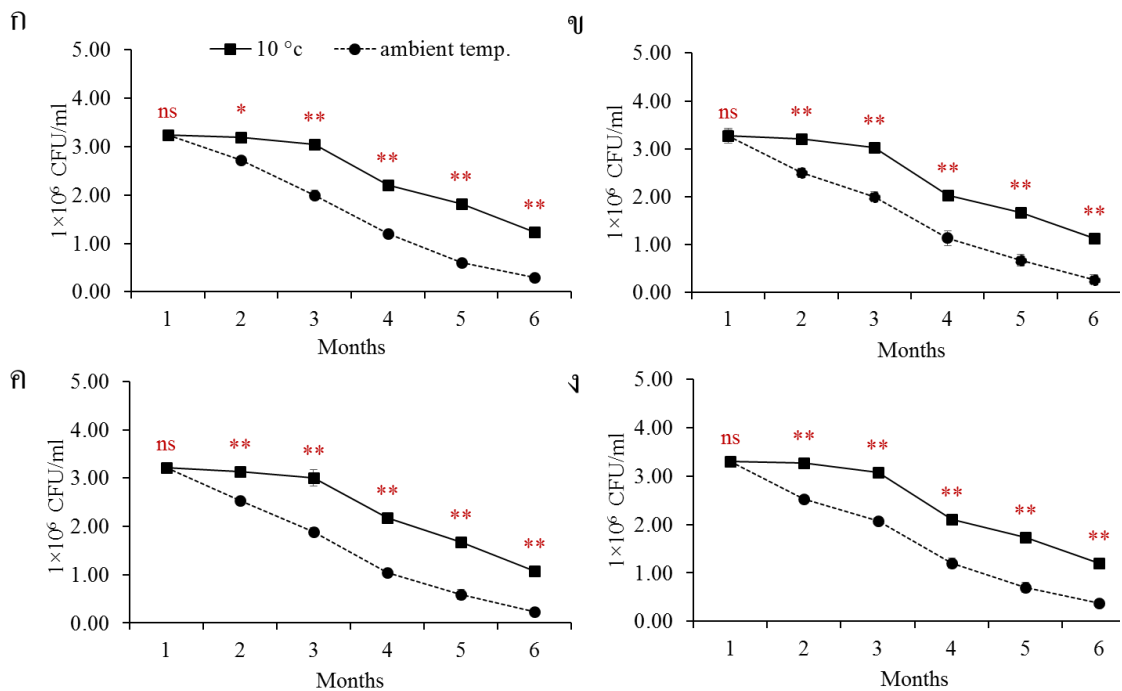 ก
10 °c ambient temp.
5.00
4.00
3.00
2.00
1.00
0.00
1×10⁶ CFU/ml
ns * ** ** ** **
1 2 3 4 5 6
Months
ข
5.00
4.00
3.00
2.00
1.00
0.00
1×10⁶ CFU/ml
ns ** ** ** ** **
1 2 3 4 5 6
Months
ค
5.00
4.00
3.00
2.00
1.00
0.00
1×10⁶ CFU/ml
ns ** ** ** ** **
1 2 3 4 5 6
Months
ง
5.00
4.00
3.00
2.00
1.00
0.00
1×10⁶ CFU/ml
ns ** ** ** ** **
1 2 3 4 5 6
Months